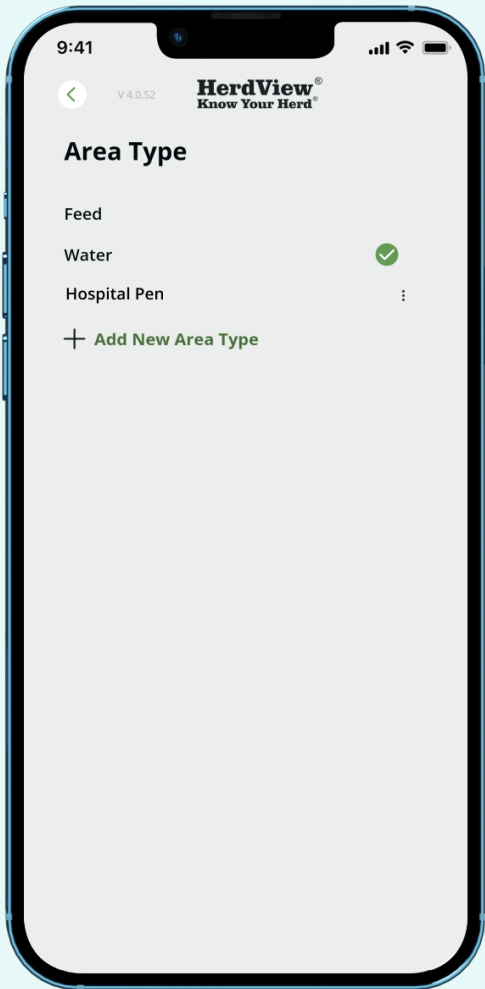 9:41
V 4.0.52
HerdView®
Know Your Herd®
Area Type
Feed
Water
Hospital Pen
Add New Area Type